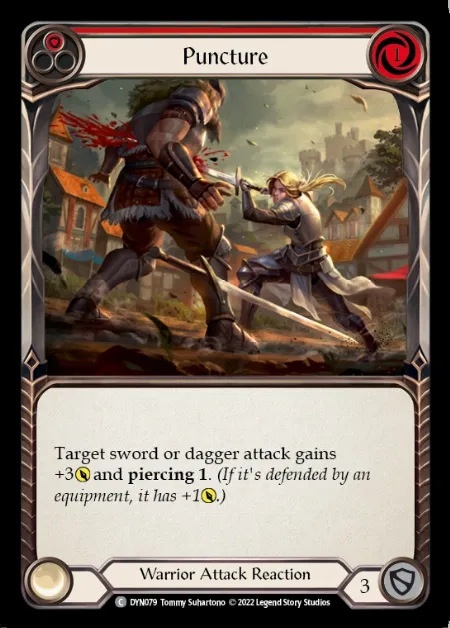 Puncture
1
Target sword or dagger attack gains
+3 and piercing 1. (If it's defended by an
equipment, it has +1.)
Warrior Attack Reaction
3
C DYN079 Tommy Suhartono © 2022 Legend Story Studios